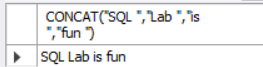 CONCAT("SQL ","Lab ","is
","fun ")
SQL Lab is fun